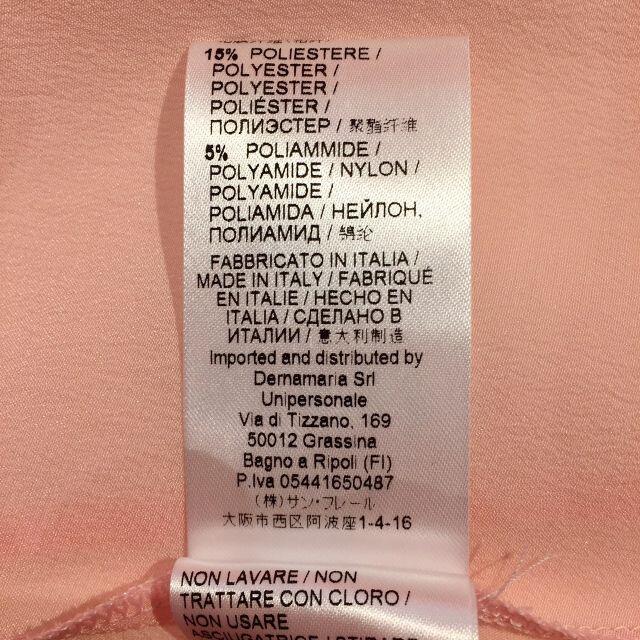 15% POLIESTERE /
POLYESTER /
POLYESTER /
POLIÉSTER /
ПОЛИЭСТЕР / 聚酯纤维
5% POLIAMMIDE /
POLYAMIDE / NYLON /
POLYAMIDE /
POLIAMIDA / НЕЙЛОН,
ПОЛИАМИД / 锦纶
FABBRICATO IN ITALIA /
MADE IN ITALY / FABRIQUÉ
EN ITALIE / HECHO EN
ITALIA / СДЕЛАНО В
ИТАЛИИ / 意大利制造
Imported and distributed by
Dernamaria Srl
Unipersonale
Via di Tizzano, 169
50012 Grassina
Bagno a Ripoli (FI)
P.Iva 05441650487
(株)サン・フレール
大阪市西区阿波座1-4-16
NON LAVARE / NON
TRATTARE CON CLORO /
NON USARE
ASCIUGATRICE / STIRARE